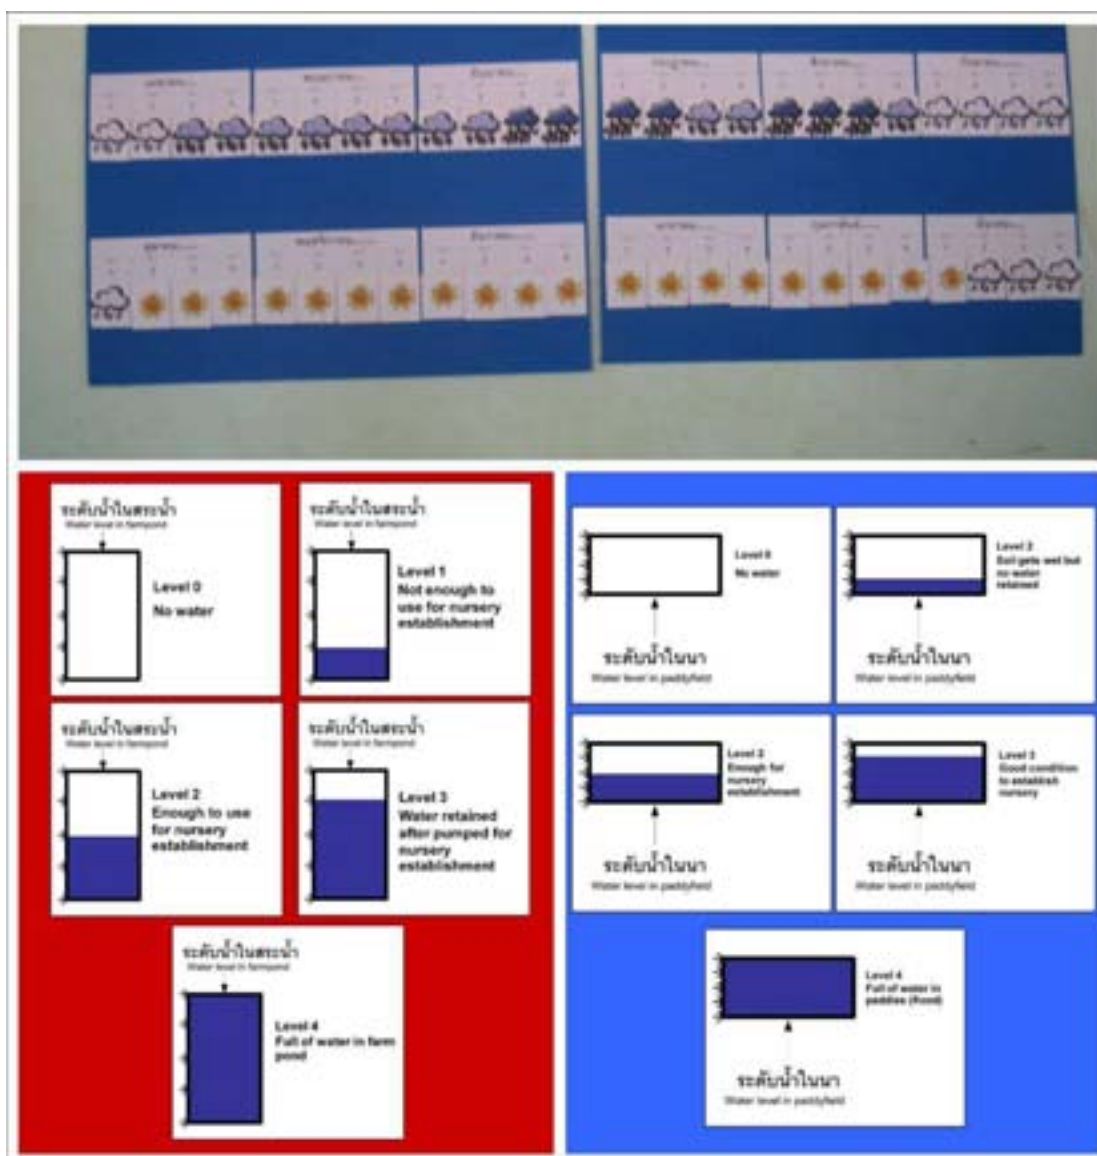 ระดับน้ำในสระน้ำ
Water level in farmpond
Level 0
No water
ระดับน้ำในสระน้ำ
Water level in farmpond
Level 1
Not enough to
use for nursery
establishment
ระดับน้ำในสระน้ำ
Water level in farmpond
Level 2
Enough to use
for nursery
establishment
ระดับน้ำในสระน้ำ
Water level in farmpond
Level 3
Water retained
after pumped for
nursery
establishment
ระดับน้ำในสระน้ำ
Water level in farmpond
Level 4
Full of water in farm
pond
Level 0
No water
ระดับน้ำในนา
Water level in paddyfield
Level
Soil gets wet but
no water
retained
ระดับน้ำในนา
Water level in paddyfield
Level 2
Enough for
nursery
establishment
ระดับน้ำในนา
Water level in paddyfield
Level 3
Good condition
to establish
nursery
ระดับน้ำในนา
Water level in paddyfield
Level 4
Full of water in
paddies (flood)
ระดับน้ำในนา
Water level in paddyfield